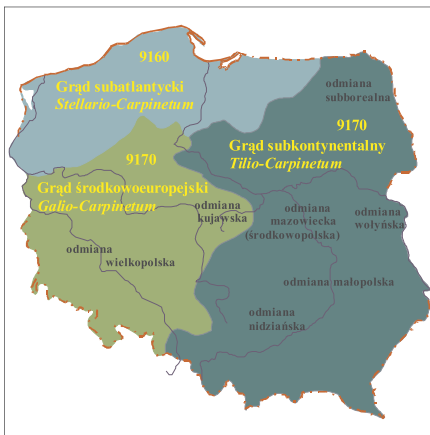 9160
Grąd subatlantycki
Stellario-Carpinetum
odmiana
subborealna
9170
Grąd subkontynentalny
Tilio-Carpinetum
9170
Grąd środkowoeuropejski
Galio-Carpinetum
odmiana
kujawska
odmiana
mazowiecka
(środkowopolska)
odmiana
wołyńska
odmiana
wielkopolska
odmiana małopolska
odmiana
nidziańska